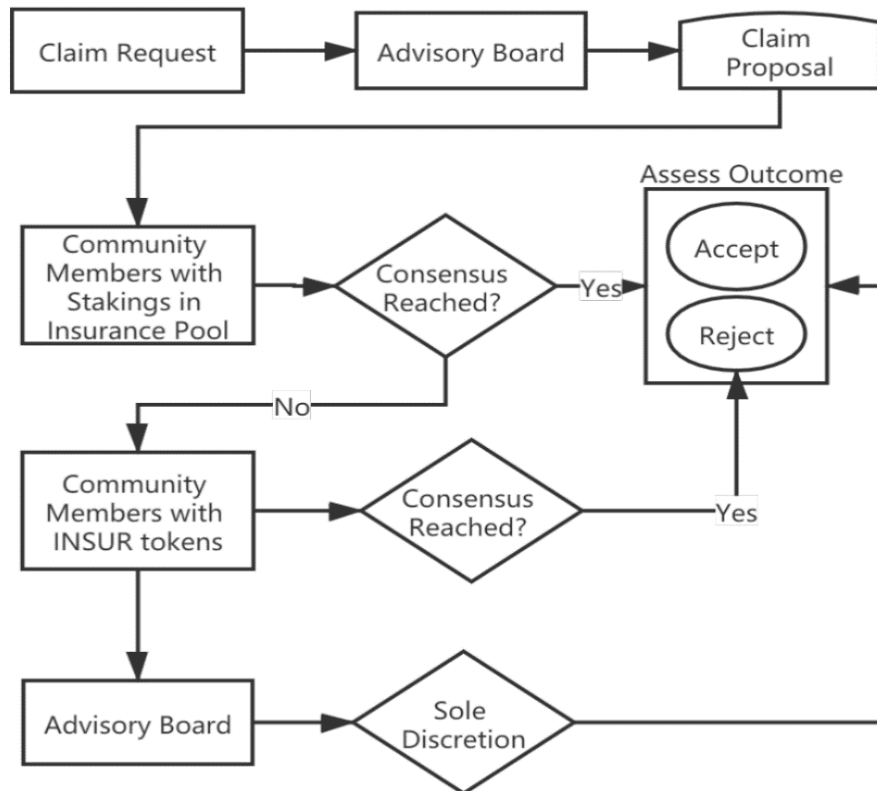 Claim Request
Advisory Board
Claim
Proposal
Assess Outcome
Community
Members with
Stakings in
Insurance Pool
Consensus
Reached?
Yes
Accept
Reject
No
Community
Members with
INSUR tokens
Consensus
Reached?
Yes
Advisory Board
Sole
Discretion